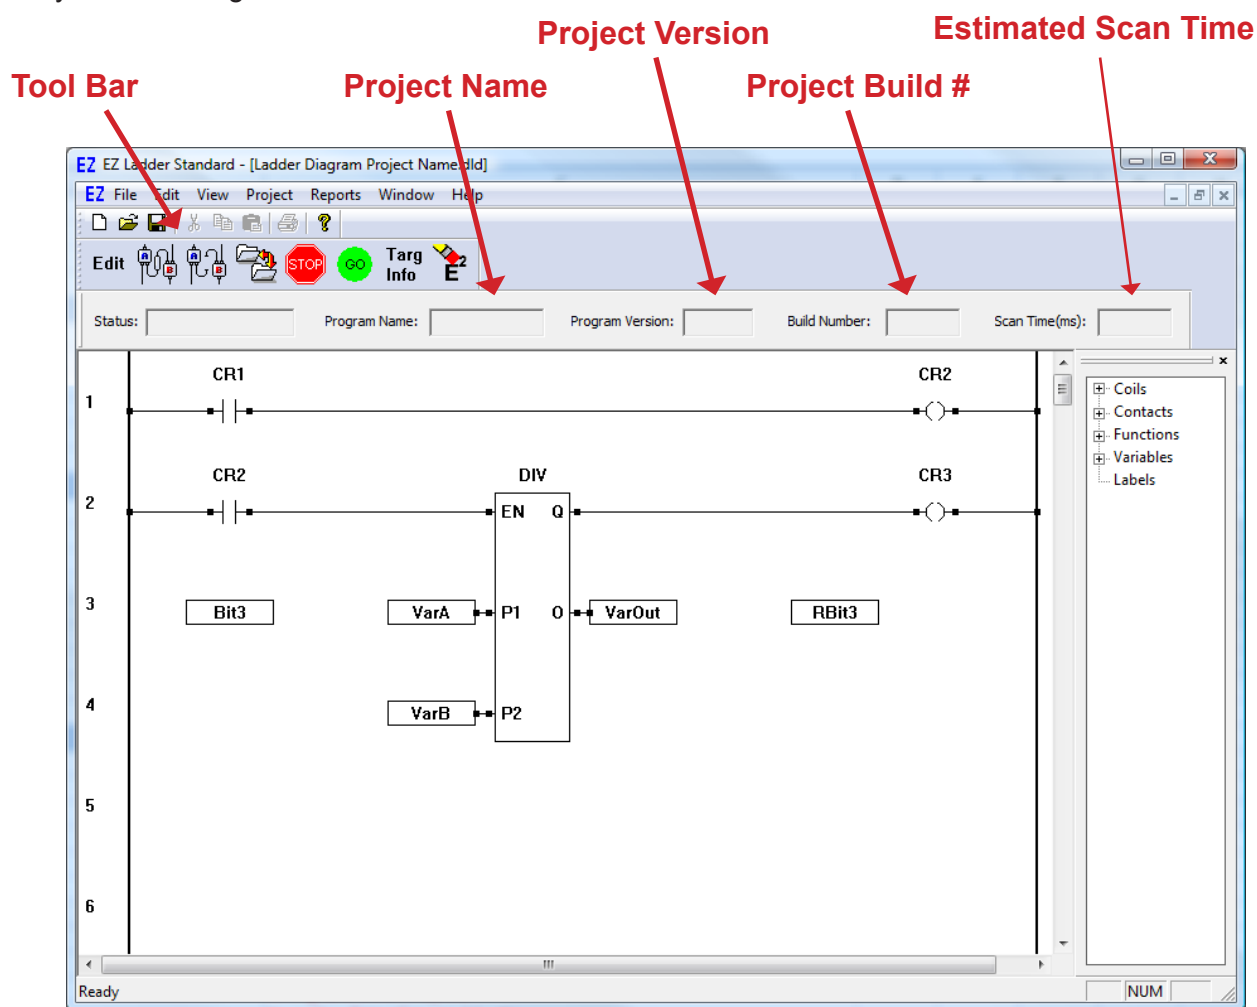 Project Version
Estimated Scan Time
Tool Bar
Project Name
Project Build #
EZ EZ Ladder Standard - [Ladder Diagram Project Name.dld]
EZ File Edit View Project Reports Window Help
Edit A B A B STOP GO Targ Info E2
Status: Program Name: Program Version: Build Number: Scan Time(ms):
CR1 CR2
1
Coils
Contacts
Functions
Variables
Labels
CR2 DIV CR3
2
EN Q
3
Bit3 VarA P1 O VarOut RBit3
4
VarB P2
5
6
Ready NUM